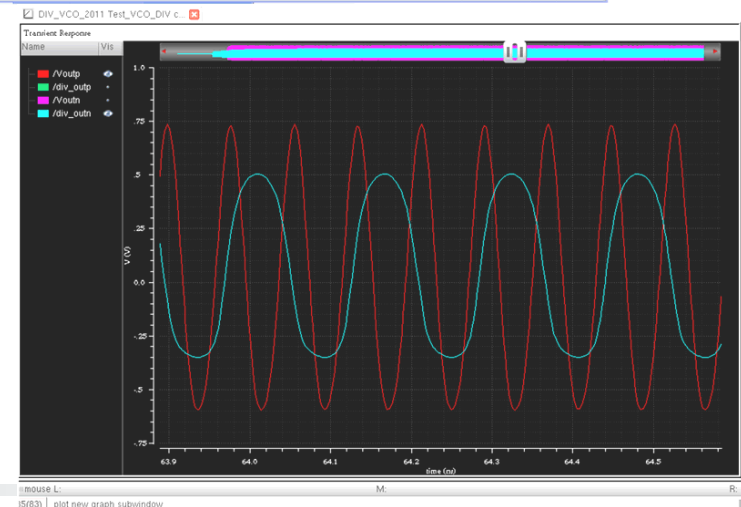 DIV_VCO_2011 Test_VCO_DIV c...
Transient Response
Name Vis
/Voutp
/div_outp
/Voutn
/div_outn
1.0
.75
.5
.25
0.0
-.25
-.5
-.75
V (V)
63.9 64.0 64.1 64.2 64.3 64.4 64.5
time (ns)
mouse L: M: R:
plot new graph subwindow